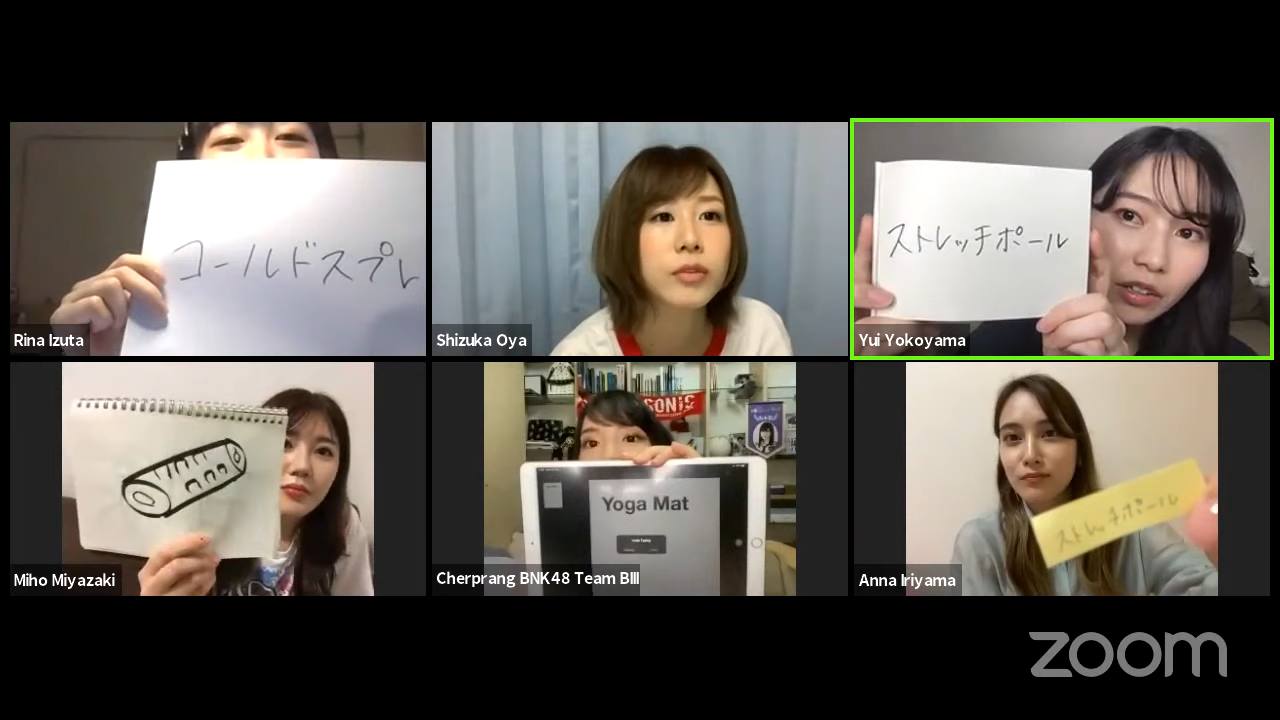 コールドスプレ
Rina Izuta
Shizuka Oya
ストレッチポール
Yui Yokoyama
Miho Miyazaki
SONIC
Yoga Mat
Cherprang BNK48 Team BIII
ストレッチポール
Anna Iriyama
zoom